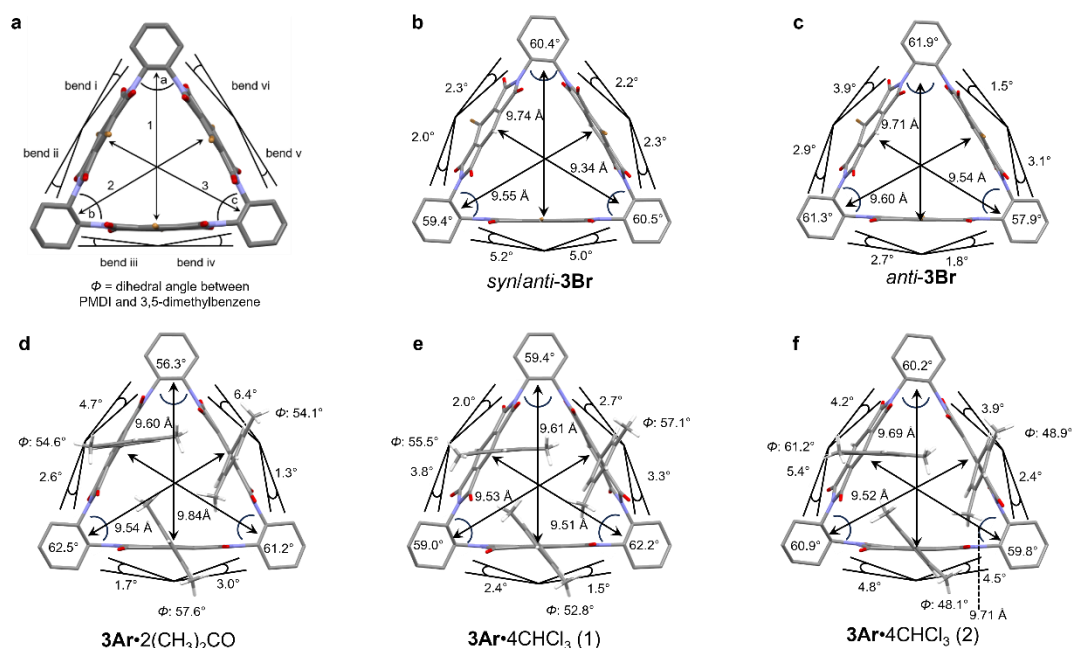 a
bend i
bend vi
a
1
bend ii
bend v
2
3
b
c
bend iii
bend iv
Φ = dihedral angle between
PMDI and 3,5-dimethylbenzene
b
60.4°
2.3°
2.2°
9.74 Å
2.0°
2.3°
9.34 Å
9.55 Å
59.4°
60.5°
5.2°
5.0°
syn/anti-3Br
c
61.9°
3.9°
1.5°
9.71 Å
2.9°
3.1°
9.54 Å
9.60 Å
61.3°
57.9°
2.7°
1.8°
anti-3Br
d
56.3°
4.7°
6.4°
Φ: 54.1°
9.60 Å
Φ: 54.6°
2.6°
1.3°
9.54 Å
9.84Å
62.5°
61.2°
1.7°
3.0°
Φ: 57.6°
3Ar•2(CH₃)₂CO
e
59.4°
2.0°
2.7°
Φ: 57.1°
9.61 Å
Φ: 55.5°
3.8°
3.3°
9.53 Å
9.51 Å
59.0°
62.2°
2.4°
1.5°
Φ: 52.8°
3Ar•4CHCl₃ (1)
f
60.2°
4.2°
3.9°
Φ: 48.9°
9.69 Å
Φ: 61.2°
5.4°
2.4°
9.52 Å
60.9°
59.8°
4.8°
4.5°
Φ: 48.1°
9.71 Å
3Ar•4CHCl₃ (2)